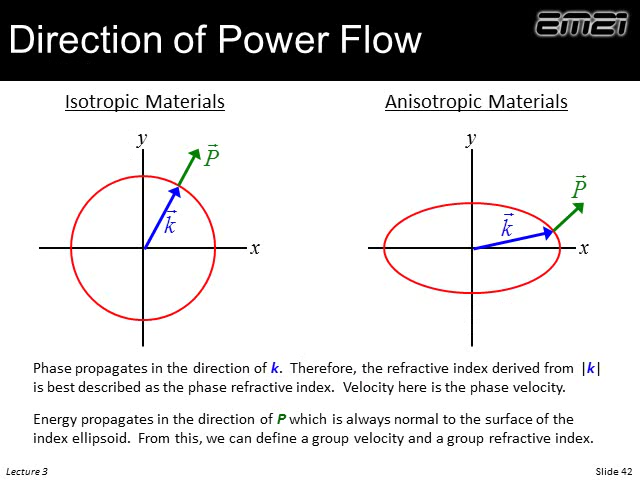 Direction of Power Flow
EM21
Isotropic Materials
Anisotropic Materials
y
y
P
P
k
k
x
x
Phase propagates in the direction of k. Therefore, the refractive index derived from |k|
is best described as the phase refractive index. Velocity here is the phase velocity.
Energy propagates in the direction of P which is always normal to the surface of the
index ellipsoid. From this, we can define a group velocity and a group refractive index.
Lecture 3
Slide 42